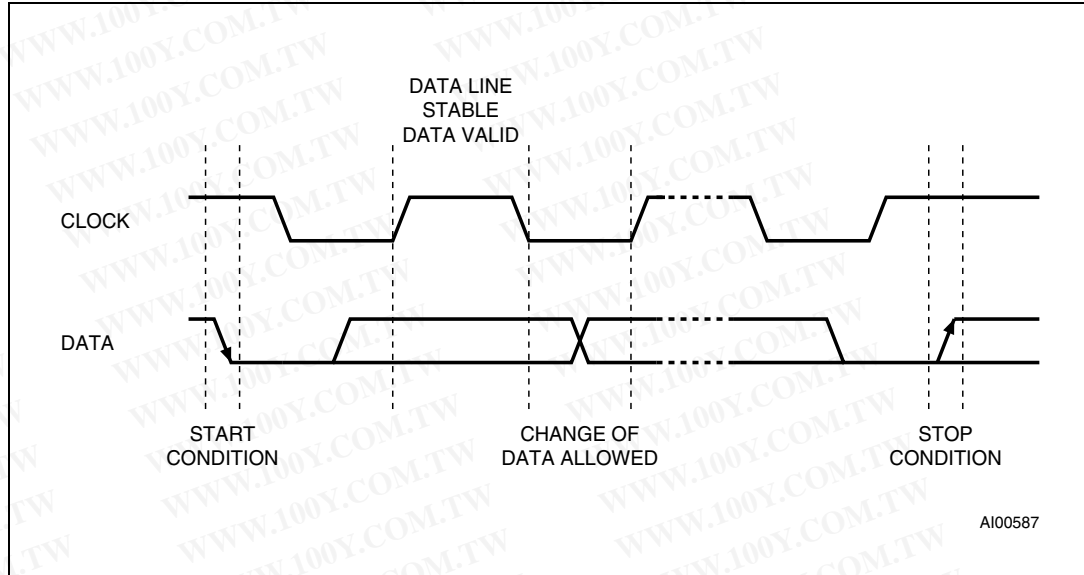 DATA LINE
STABLE
DATA VALID
CLOCK
DATA
START
CONDITION
CHANGE OF
DATA ALLOWED
STOP
CONDITION
AI00587
WWW.100Y.COM.TW